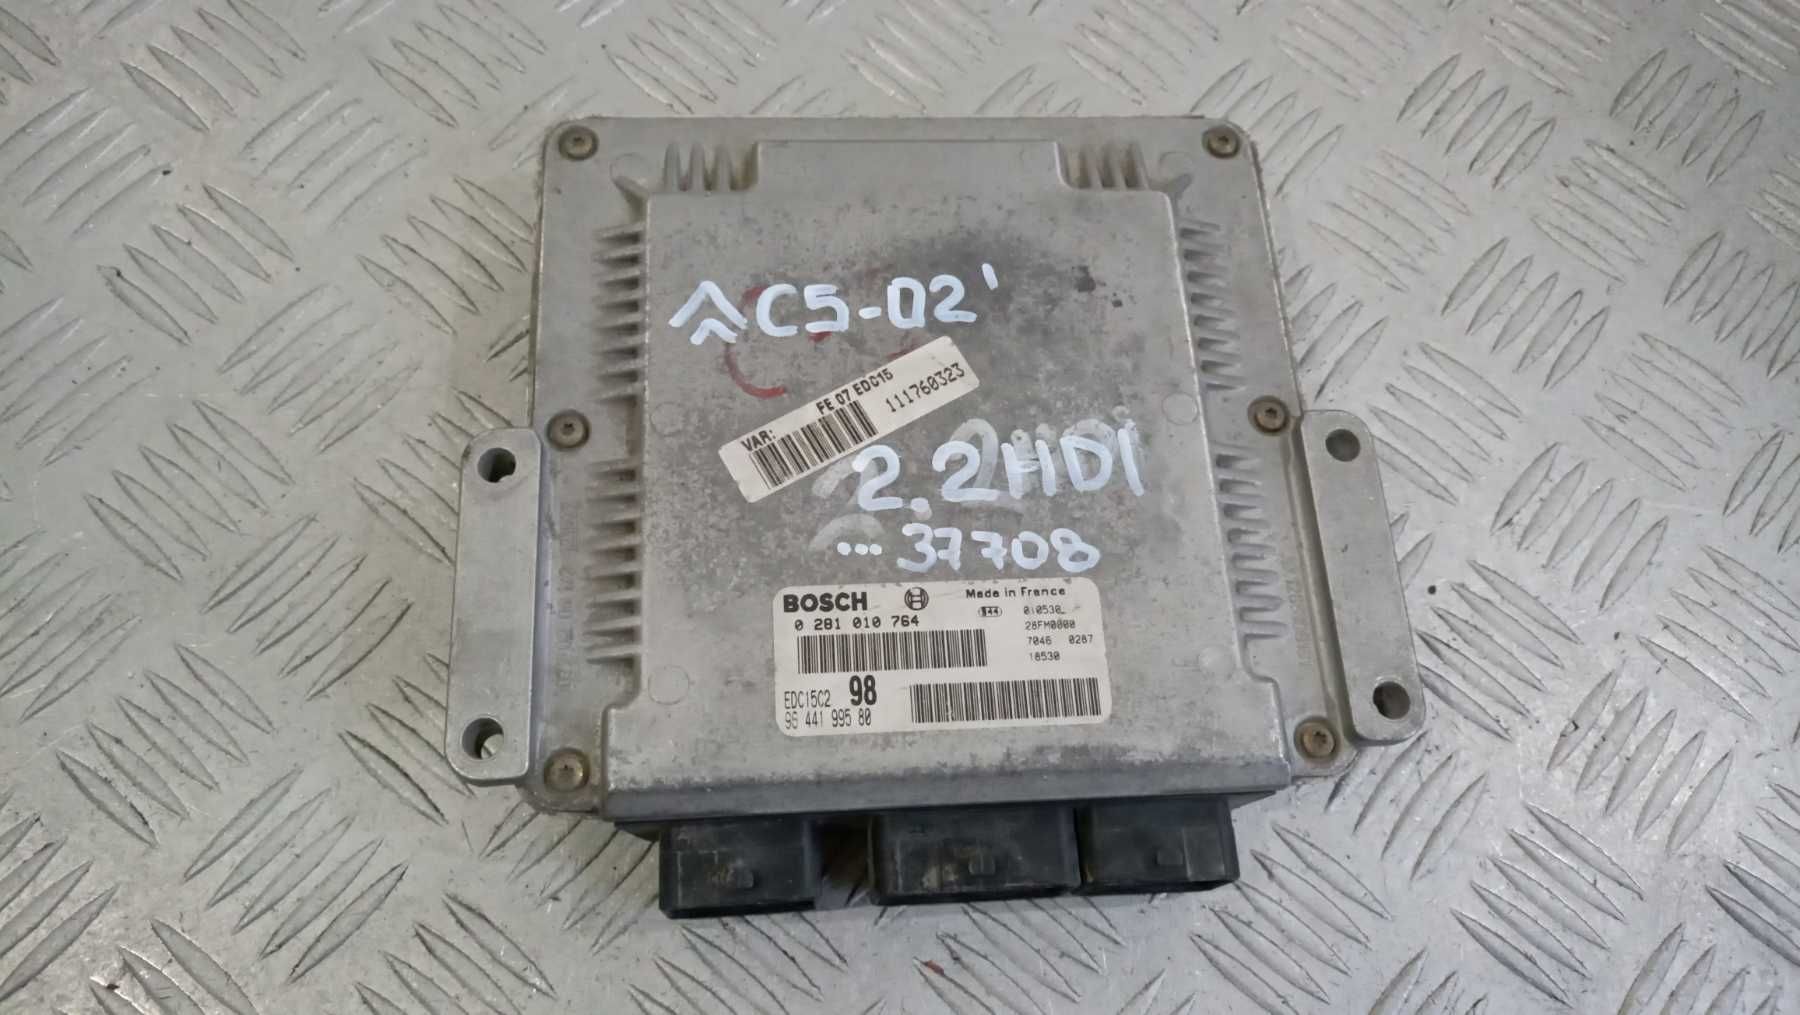 C5-02'
VAR: FE 07 EDC15
111760323
2.2HDI
...37708
BOSCH Made in France
0 281 010 764 010530
28FM0000
7046 0287
18530
EDC15C2 98
96 441 995 80